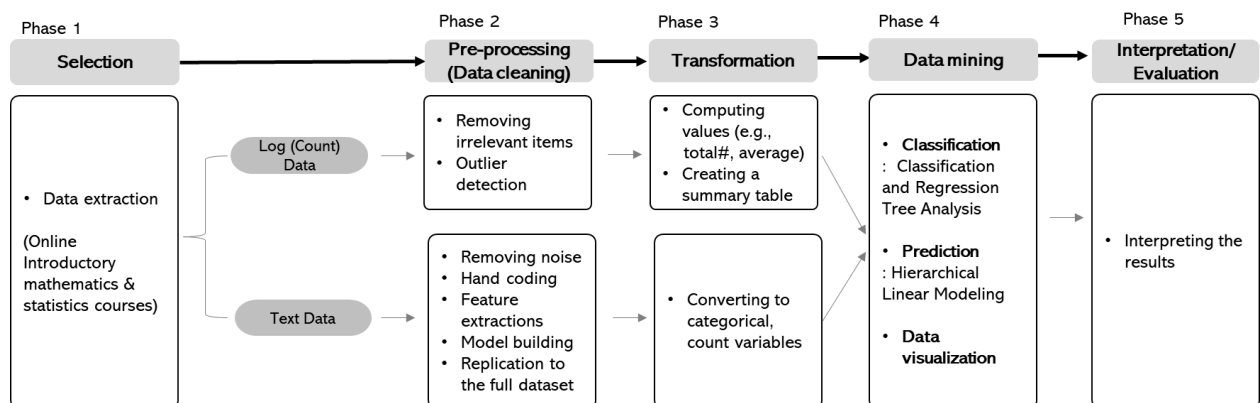 Phase 1
Selection
• Data extraction
(Online
Introductory
mathematics &
statistics courses)
Log (Count)
Data
Text Data
Phase 2
Pre-processing
(Data cleaning)
• Removing
irrelevant items
• Outlier
detection
• Removing noise
• Hand coding
• Feature
extractions
• Model building
• Replication to
the full dataset
Phase 3
Transformation
• Computing
values (e.g.,
total#, average)
• Creating a
summary table
• Converting to
categorical,
count variables
Phase 4
Data mining
• Classification
: Classification
and Regression
Tree Analysis
• Prediction
: Hierarchical
Linear Modeling
• Data
visualization
Phase 5
Interpretation/
Evaluation
• Interpreting the
results